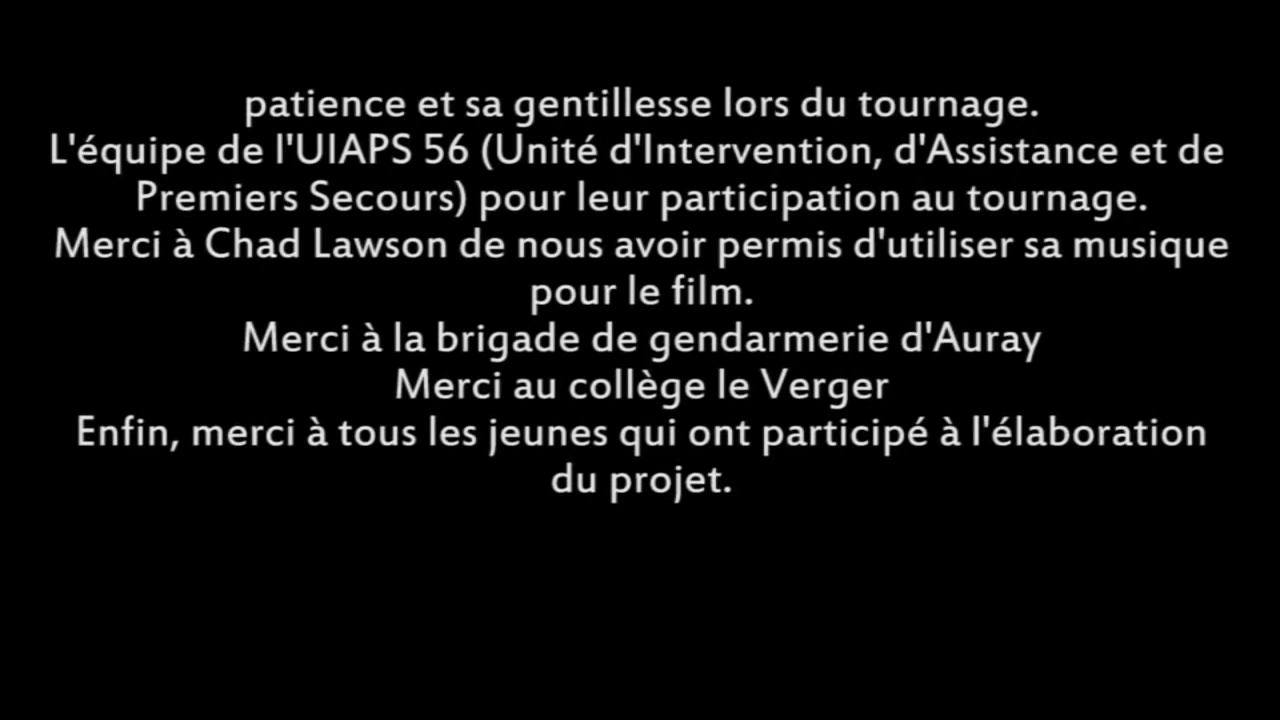 patience et sa gentillesse lors du tournage.
L'équipe de l'UIAPS 56 (Unité d'Intervention, d'Assistance et de
Premiers Secours) pour leur participation au tournage.
Merci à Chad Lawson de nous avoir permis d'utiliser sa musique
pour le film.
Merci à la brigade de gendarmerie d'Auray
Merci au collège le Verger
Enfin, merci à tous les jeunes qui ont participé à l'élaboration
du projet.